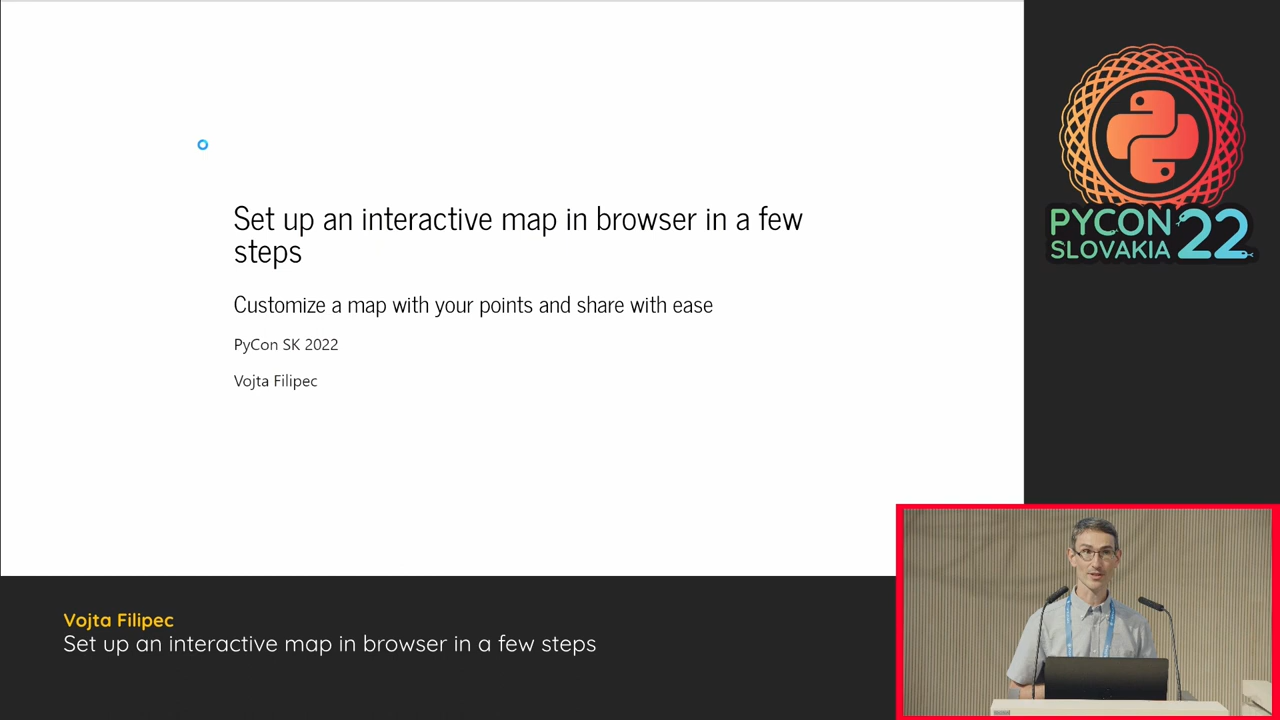 Set up an interactive map in browser in a few
steps
Customize a map with your points and share with ease
PyCon SK 2022
Vojta Filipec
PYCON
SLOVAKIA
22
Vojta Filipec
Set up an interactive map in browser in a few steps